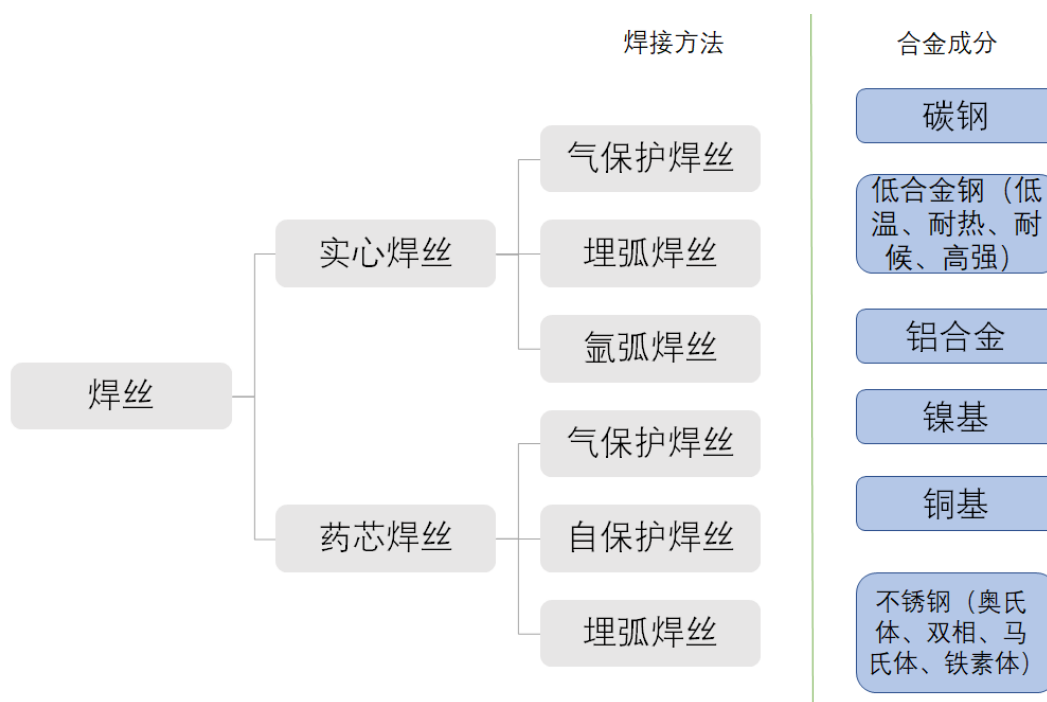 焊接方法
合金成分
焊丝
实心焊丝
气保护焊丝
埋弧焊丝
氩弧焊丝
药芯焊丝
气保护焊丝
自保护焊丝
埋弧焊丝
碳钢
低合金钢（低
温、耐热、耐
候、高强）
铝合金
镍基
铜基
不锈钢（奥氏
体、双相、马
氏体、铁素体）